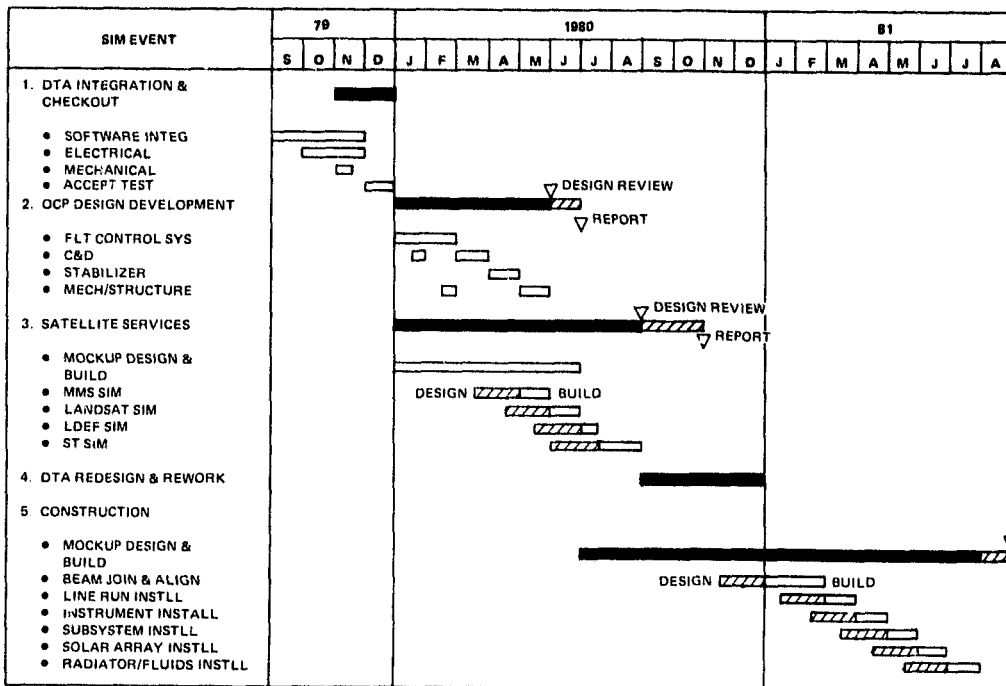 SIM EVENT
79 1980 81
S O N D J F M A M J J A S O N D J F M A M J J A
1. DTA INTEGRATION &
CHECKOUT
• SOFTWARE INTEG
• ELECTRICAL
• MECHANICAL
• ACCEPT TEST
DESIGN REVIEW
2. OCP DESIGN DEVELOPMENT
REPORT
• FLT CONTROL SYS
• C&D
• STABILIZER
• MECH/STRUCTURE
DESIGN REVIEW
3. SATELLITE SERVICES
REPORT
• MOCKUP DESIGN &
BUILD
• MMS SIM DESIGN BUILD
• LANDSAT SIM
• LDEF SIM
• ST SIM
4. DTA REDESIGN & REWORK
5. CONSTRUCTION
• MOCKUP DESIGN &
BUILD
• BEAM JOIN & ALIGN DESIGN BUILD
• LINE RUN INSTLL
• INSTRUMENT INSTALL
• SUBSYSTEM INSTLL
• SOLAR ARRAY INSTLL
• RADIATOR/FLUIDS INSTLL